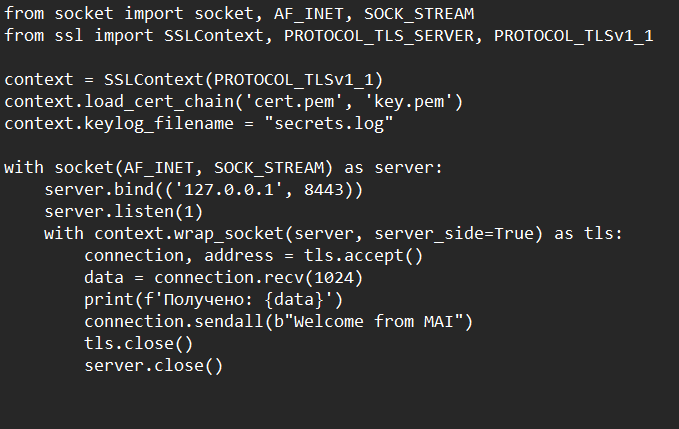 from socket import socket, AF_INET, SOCK_STREAM
from ssl import SSLContext, PROTOCOL_TLS_SERVER, PROTOCOL_TLSv1_1

context = SSLContext(PROTOCOL_TLSv1_1)
context.load_cert_chain('cert.pem', 'key.pem')
context.keylog_filename = "secrets.log"

with socket(AF_INET, SOCK_STREAM) as server:
    server.bind(('127.0.0.1', 8443))
    server.listen(1)
    with context.wrap_socket(server, server_side=True) as tls:
        connection, address = tls.accept()
        data = connection.recv(1024)
        print(f'Получено: {data}')
        connection.sendall(b"Welcome from MAI")
        tls.close()
        server.close()